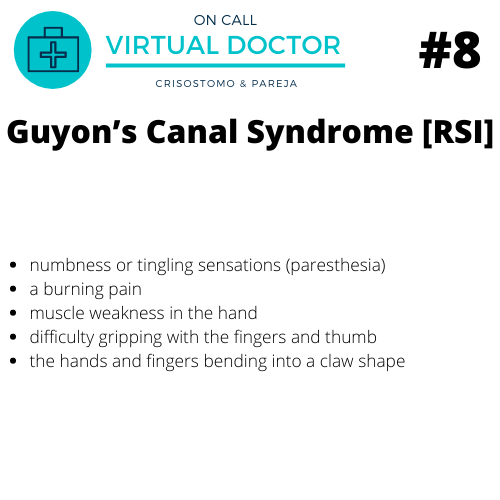 ON CALL
VIRTUAL DOCTOR
CRISOSTOMO & PAREJA
#8
Guyon’s Canal Syndrome [RSI]
• numbness or tingling sensations (paresthesia)
• a burning pain
• muscle weakness in the hand
• difficulty gripping with the fingers and thumb
• the hands and fingers bending into a claw shape